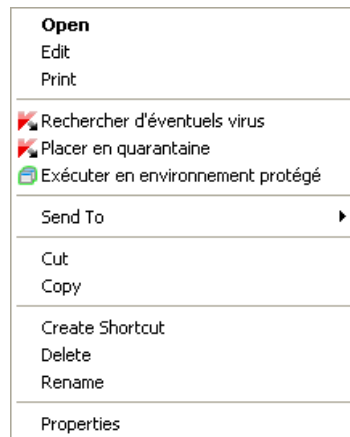 Open
Edit
Print
Rechercher d'éventuels virus
Placer en quarantaine
Exécuter en environnement protégé
Send To
Cut
Copy
Create Shortcut
Delete
Rename
Properties